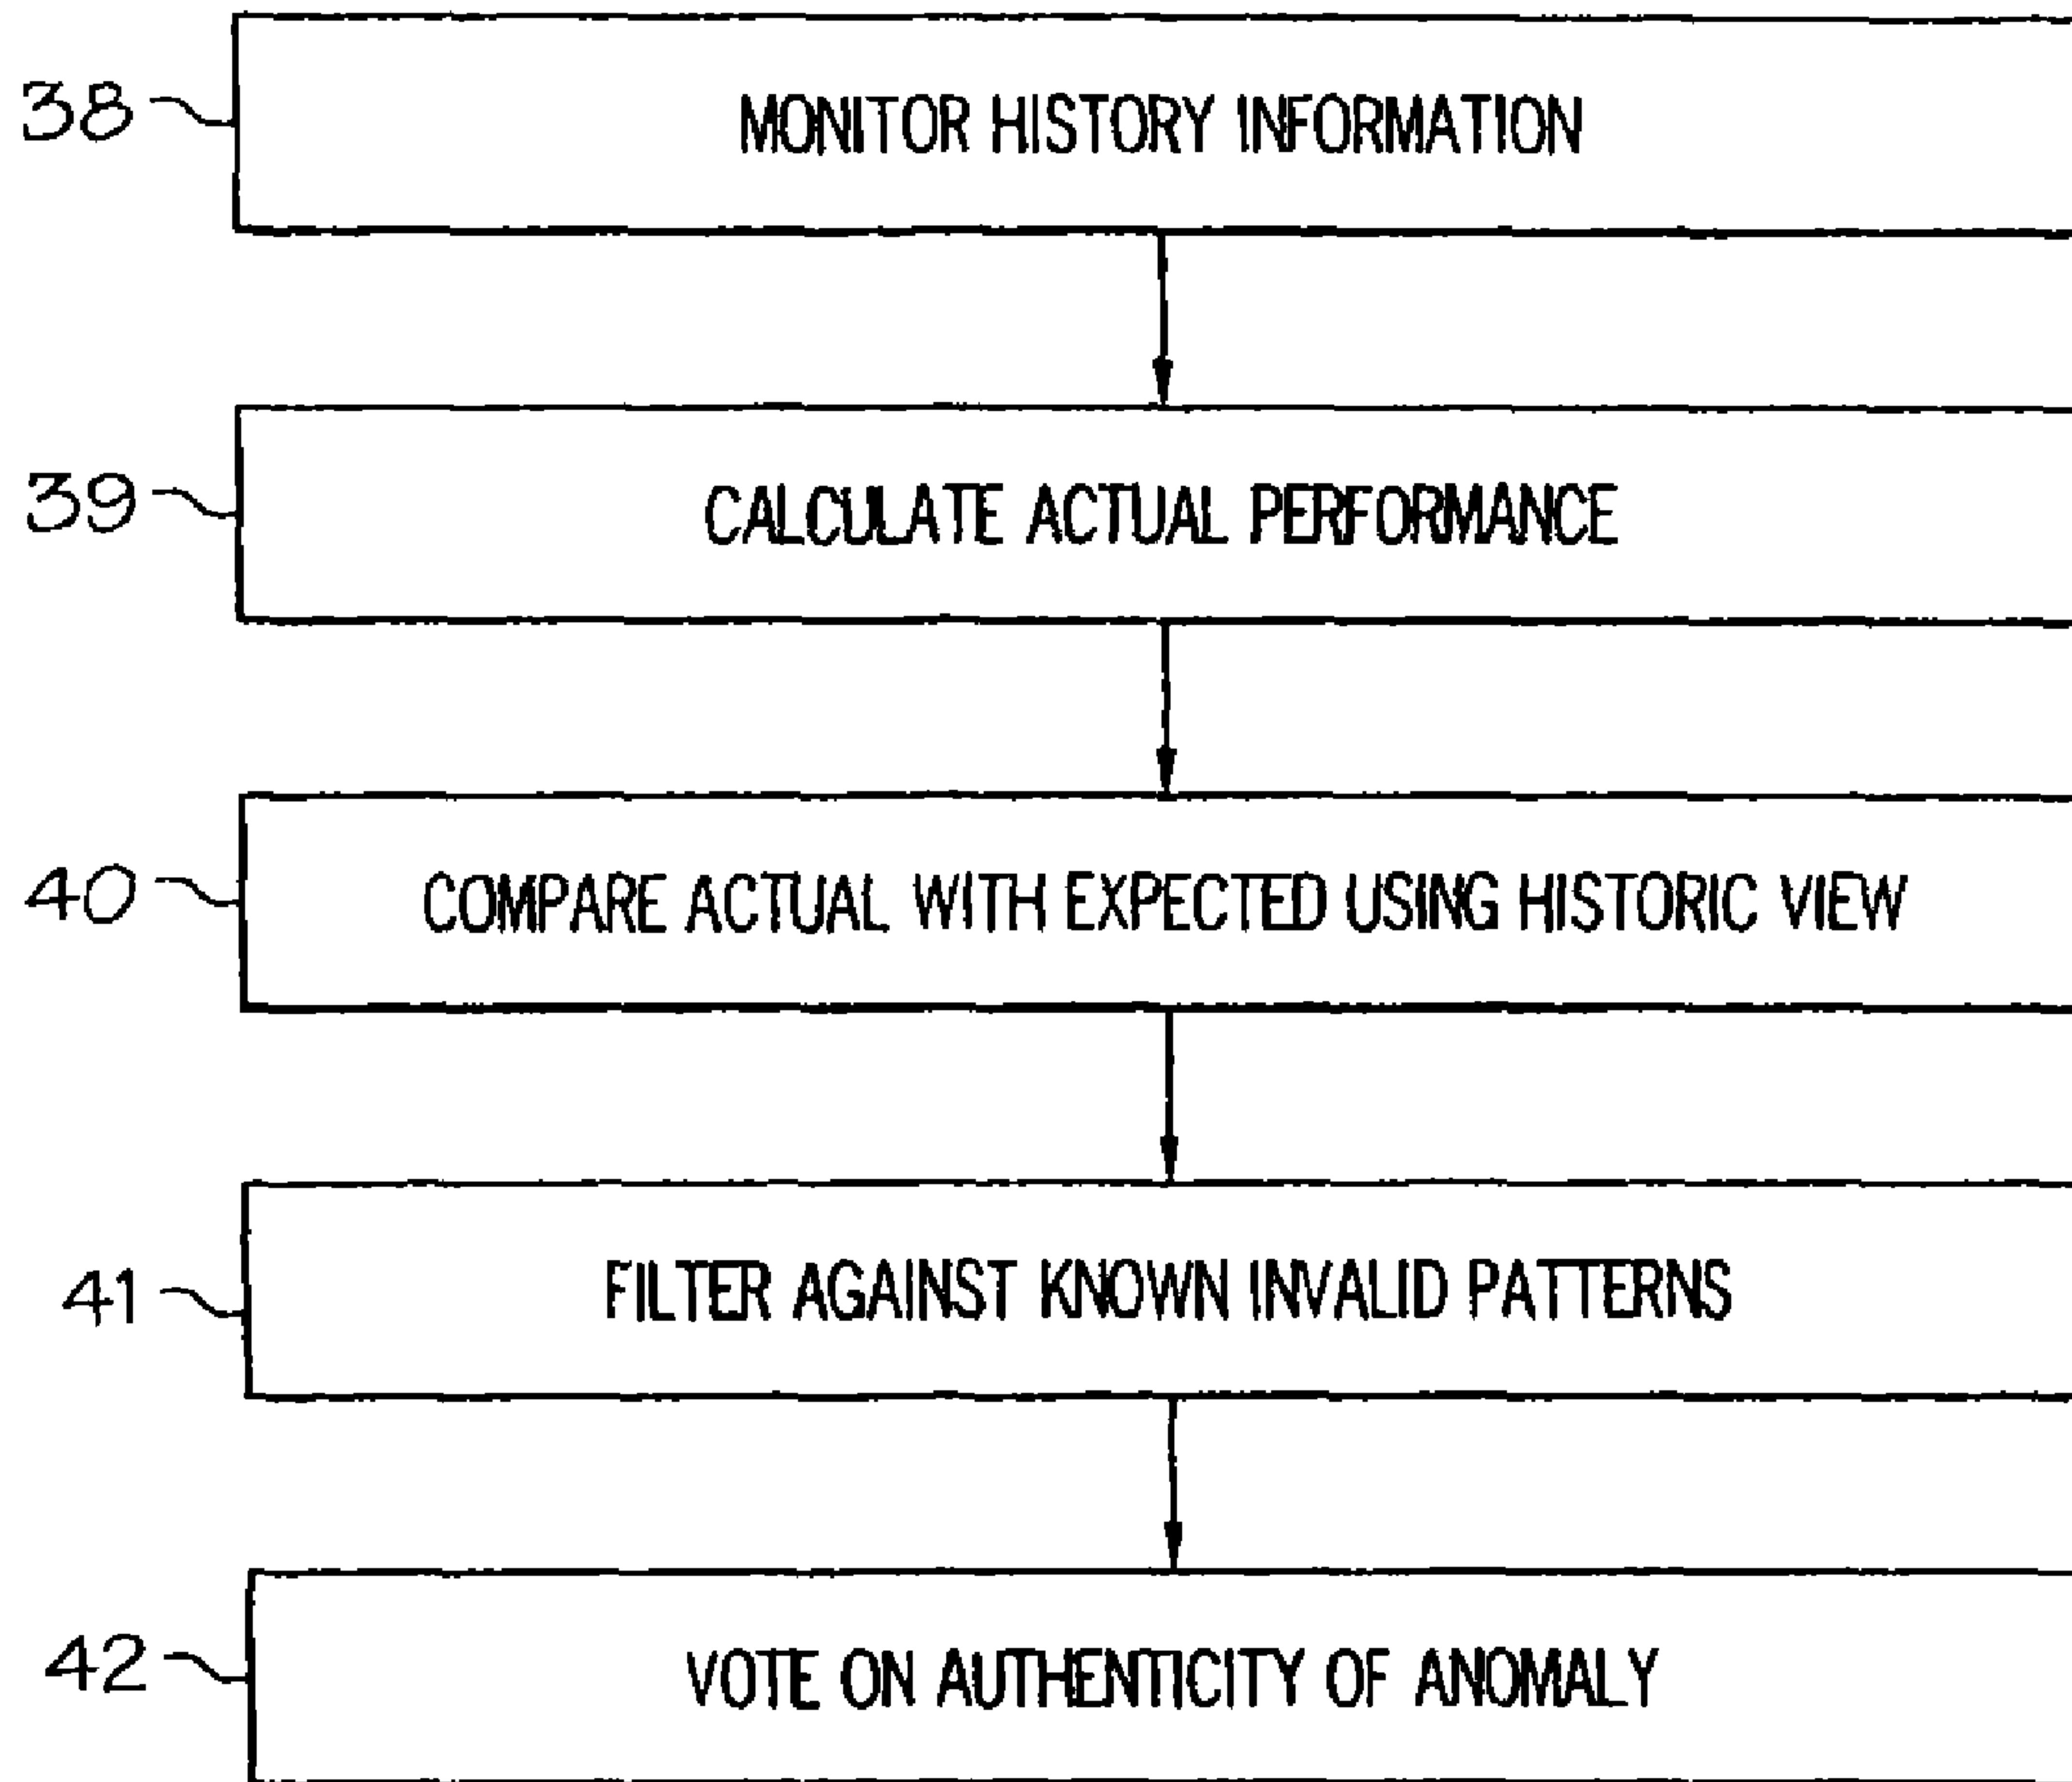 38 MONITOR HISTORY INFORMATION
39 CALCULATE ACTUAL PERFORMANCE
40 COMPARE ACTUAL WITH EXPECTED USING HISTORIC VIEW
41 FILTER AGAINST KNOWN INVALID PATTERNS
42 VOTE ON AUTHENTICITY OF ANOMALY